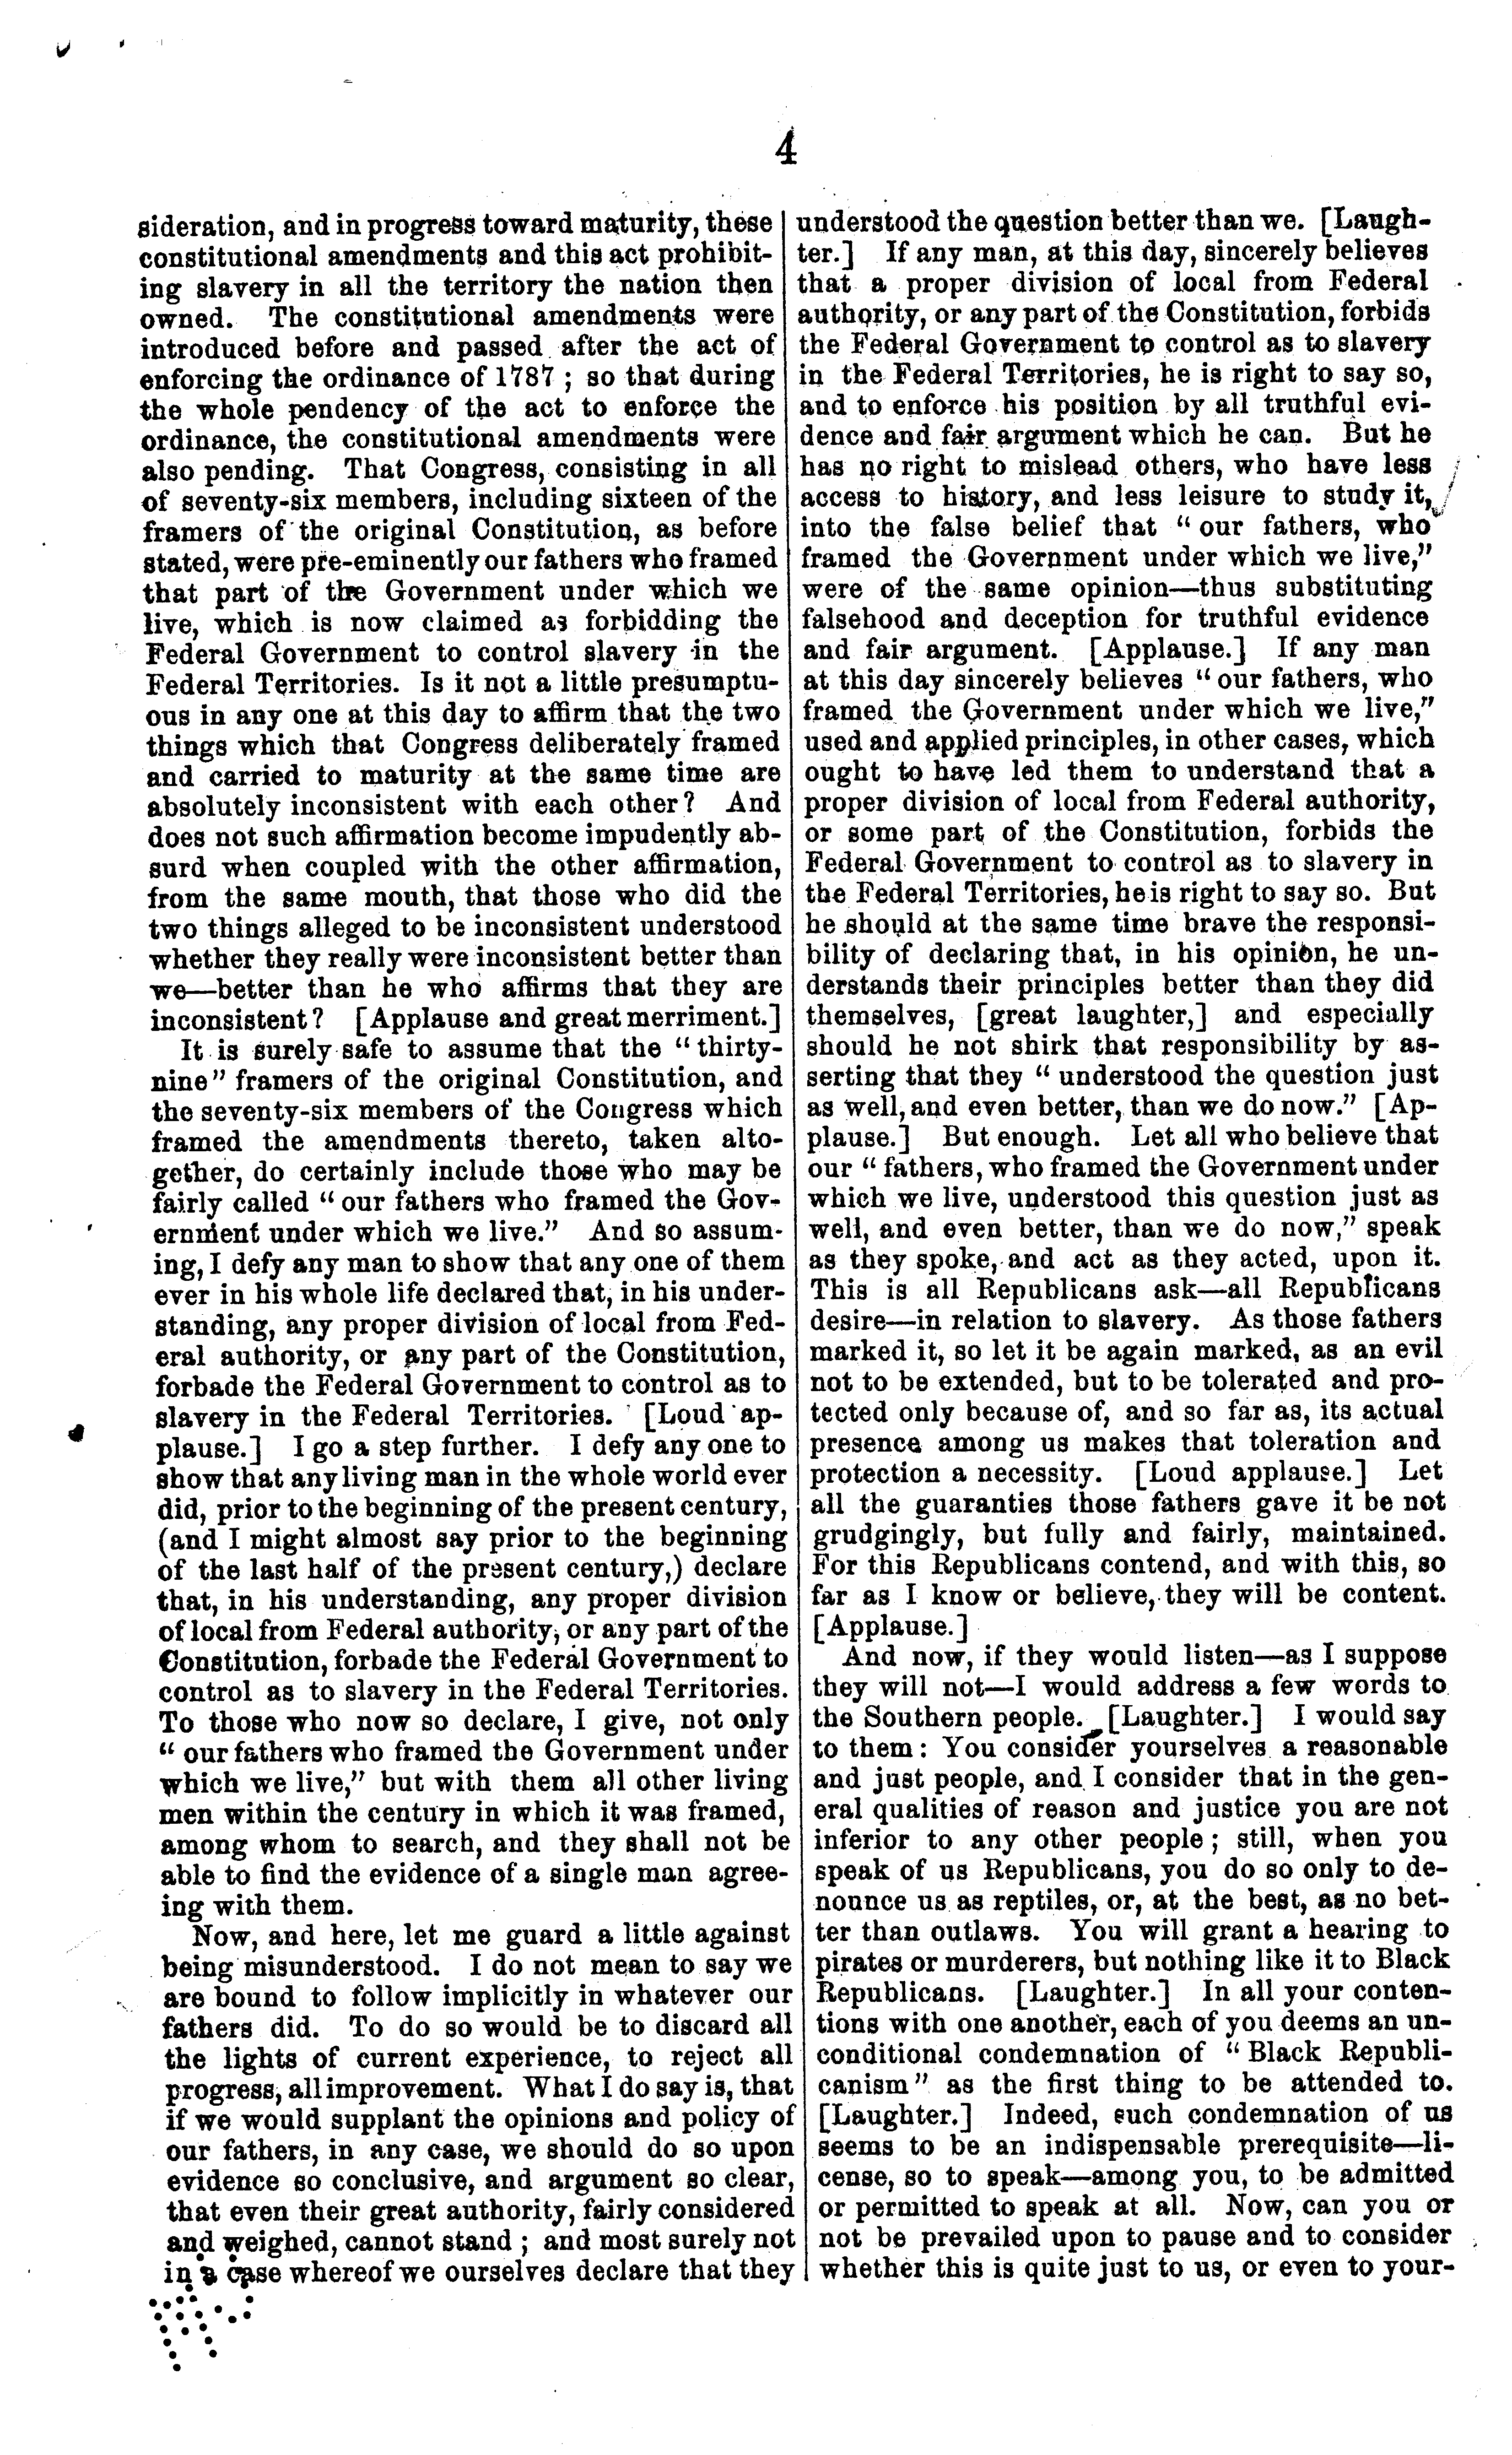 4
sideration, and in progress toward maturity, these
constitutional amendments and this act prohibit-
ing slavery in all the territory the nation then
owned. The constitutional amendments were
introduced before and passed after the act of
enforcing the ordinance of 1787 ; so that during
the whole pendency of the act to enforce the
ordinance, the constitutional amendments were
also pending. That Congress, consisting in all
of seventy-six members, including sixteen of the
framers of the original Constitution, as before
stated, were pre-eminently our fathers who framed
that part of the Government under which we
live, which is now claimed as forbidding the
Federal Government to control slavery in the
Federal Territories. Is it not a little presumptu-
ous in any one at this day to affirm that the two
things which that Congress deliberately framed
and carried to maturity at the same time are
absolutely inconsistent with each other? And
does not such affirmation become impudently ab-
surd when coupled with the other affirmation,
from the same mouth, that those who did the
two things alleged to be inconsistent understood
whether they really were inconsistent better than
we—better than he who affirms that they are
inconsistent? [Applause and great merriment.]
It is surely safe to assume that the " thirty-
nine" framers of the original Constitution, and
the seventy-six members of the Congress which
framed the amendments thereto, taken alto-
gether, do certainly include those who may be
fairly called " our fathers who framed the Gov-
ernment under which we live." And so assum-
ing, I defy any man to show that any one of them
ever in his whole life declared that, in his under-
standing, any proper division of local from Fed-
eral authority, or any part of the Constitution,
forbade the Federal Government to control as to
slavery in the Federal Territories. [Loud ap-
plause.] I go a step further. I defy any one to
show that any living man in the whole world ever
did, prior to the beginning of the present century,
(and I might almost say prior to the beginning
of the last half of the present century,) declare
that, in his understanding, any proper division
of local from Federal authority, or any part of the
Constitution, forbade the Federal Government to
control as to slavery in the Federal Territories.
To those who now so declare, I give, not only
" our fathers who framed the Government under
which we live," but with them all other living
men within the century in which it was framed,
among whom to search, and they shall not be
able to find the evidence of a single man agree-
ing with them.
Now, and here, let me guard a little against
being misunderstood. I do not mean to say we
are bound to follow implicitly in whatever our
fathers did. To do so would be to discard all
the lights of current experience, to reject all
progress, all improvement. What I do say is, that
if we would supplant the opinions and policy of
our fathers, in any case, we should do so upon
evidence so conclusive, and argument so clear,
that even their great authority, fairly considered
and weighed, cannot stand ; and most surely not
in a case whereof we ourselves declare that they
understood the question better than we. [Laugh-
ter.] If any man, at this day, sincerely believes
that a proper division of local from Federal
authority, or any part of the Constitution, forbids
the Federal Government to control as to slavery
in the Federal Territories, he is right to say so,
and to enforce his position by all truthful evi-
dence and fair argument which he can. But he
has no right to mislead others, who have less
access to history, and less leisure to study it,
into the false belief that " our fathers, who
framed the Government under which we live,"
were of the same opinion—thus substituting
falsehood and deception for truthful evidence
and fair argument. [Applause.] If any man
at this day sincerely believes " our fathers, who
framed the Government under which we live,"
used and applied principles, in other cases, which
ought to have led them to understand that a
proper division of local from Federal authority,
or some part of the Constitution, forbids the
Federal Government to control as to slavery in
the Federal Territories, he is right to say so. But
he should at the same time brave the responsi-
bility of declaring that, in his opinion, he un-
derstands their principles better than they did
themselves, [great laughter,] and especially
should he not shirk that responsibility by as-
serting that they " understood the question just
as well, and even better, than we do now." [Ap-
plause.] But enough. Let all who believe that
our " fathers, who framed the Government under
which we live, understood this question just as
well, and even better, than we do now," speak
as they spoke, and act as they acted, upon it.
This is all Republicans ask—all Republicans
desire—in relation to slavery. As those fathers
marked it, so let it be again marked, as an evil
not to be extended, but to be tolerated and pro-
tected only because of, and so far as, its actual
presence among us makes that toleration and
protection a necessity. [Loud applause.] Let
all the guaranties those fathers gave it be not
grudgingly, but fully and fairly, maintained.
For this Republicans contend, and with this, so
far as I know or believe, they will be content.
[Applause.]
And now, if they would listen—as I suppose
they will not—I would address a few words to
the Southern people. [Laughter.] I would say
to them: You consider yourselves a reasonable
and just people, and I consider that in the gen-
eral qualities of reason and justice you are not
inferior to any other people ; still, when you
speak of us Republicans, you do so only to de-
nounce us as reptiles, or, at the best, as no bet-
ter than outlaws. You will grant a hearing to
pirates or murderers, but nothing like it to Black
Republicans. [Laughter.] In all your conten-
tions with one another, each of you deems an un-
conditional condemnation of " Black Republi-
canism" as the first thing to be attended to.
[Laughter.] Indeed, such condemnation of us
seems to be an indispensable prerequisite—li-
cense, so to speak—among you, to be admitted
or permitted to speak at all. Now, can you or
not be prevailed upon to pause and to consider
whether this is quite just to us, or even to your-